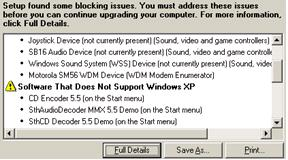 Setup found some blocking issues. You must address these issues
before you can continue upgrading your computer. For more information,
click Full Details.
• Joystick Device (not currently present) (Sound, video and game controllers)
• SB16 Audio Device (not currently present) (Sound, video and game
• Windows Sound System (WSS) Device (not currently present) (Sound, video
• Motorola SM56 WDM Device (WDM Modem Enumerator)
Software That Does Not Support Windows XP
• CD Encoder 5.5 (on the Start menu)
• SthAudioDecoder MMX 5.5 Demo (on the Start menu)
• SthCD Decoder 5.5 Demo (on the Start menu)
Full Details
Save As...
Print...